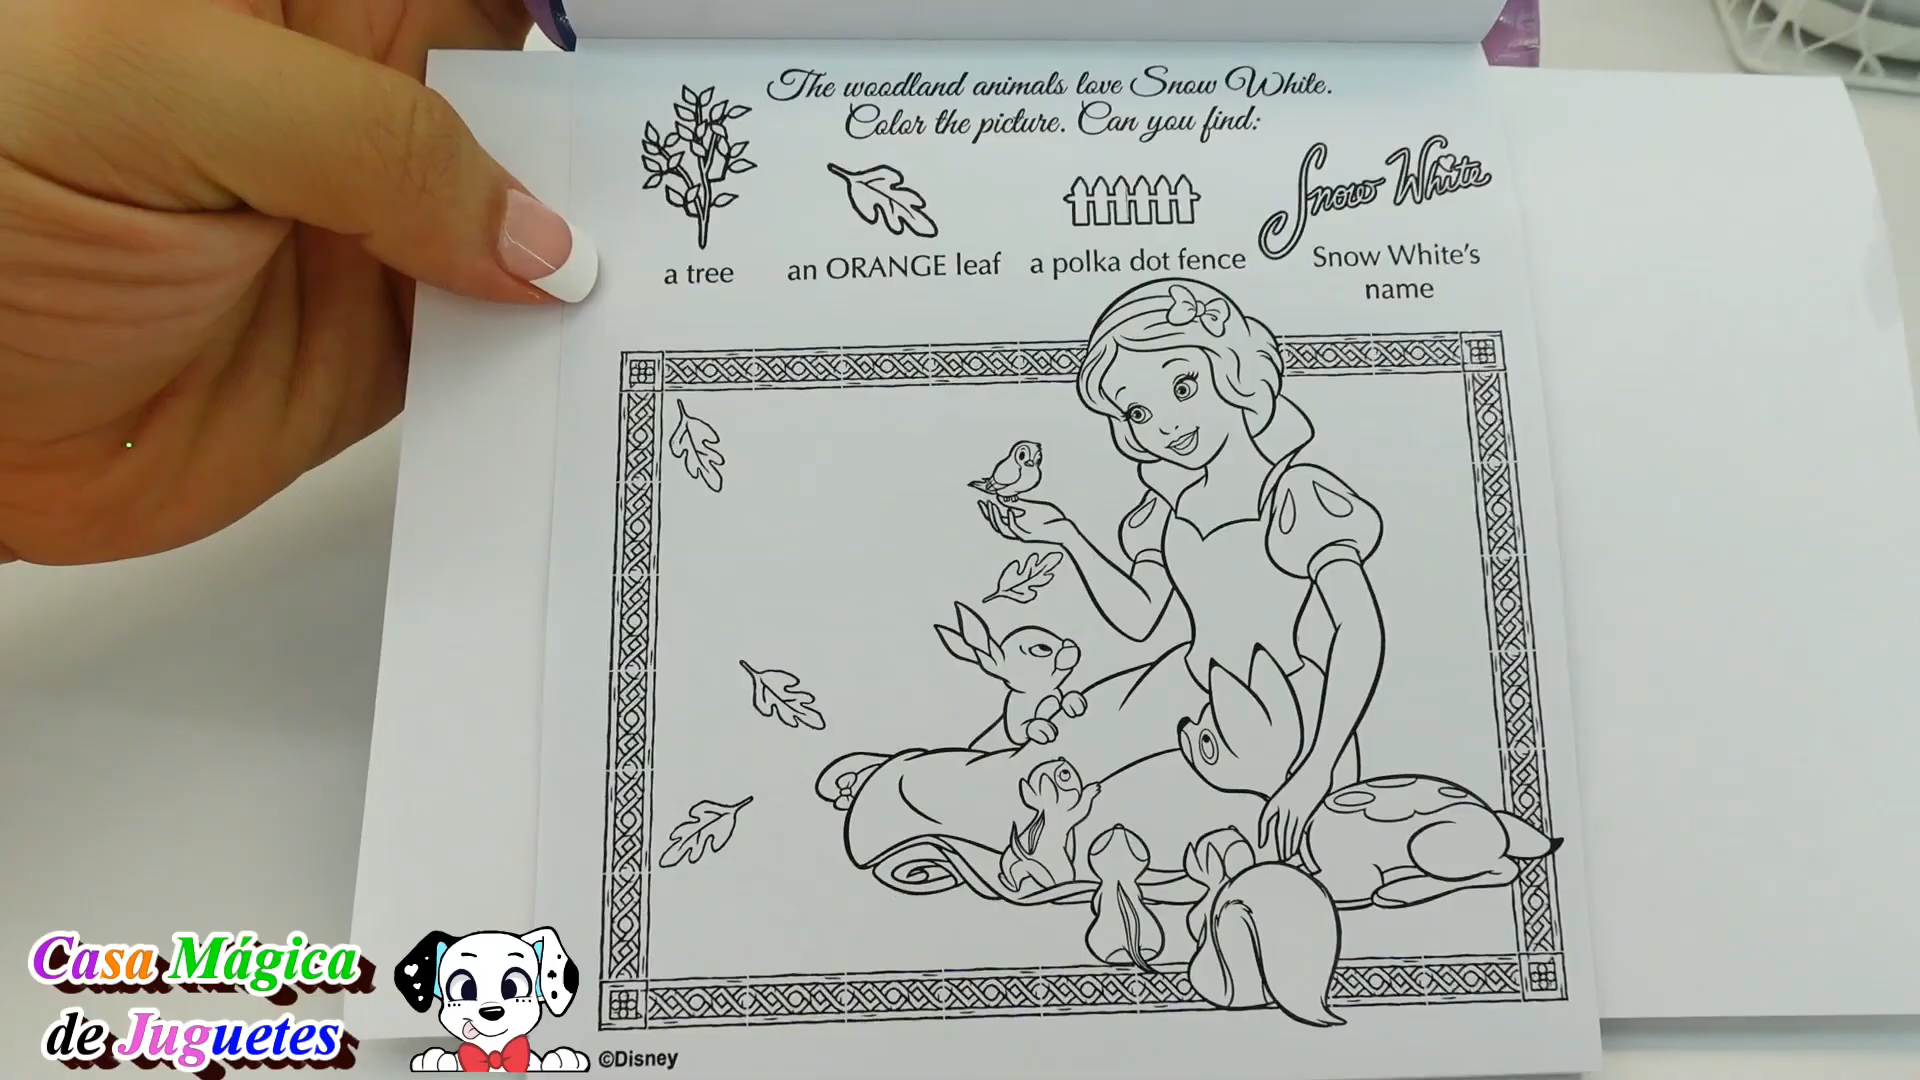 The woodland animals love Snow White.
Color the picture. Can you find:
Snow White
a tree
an ORANGE leaf
a polka dot fence
Snow White's
name
©Disney
Casa Mágica
de Juguetes